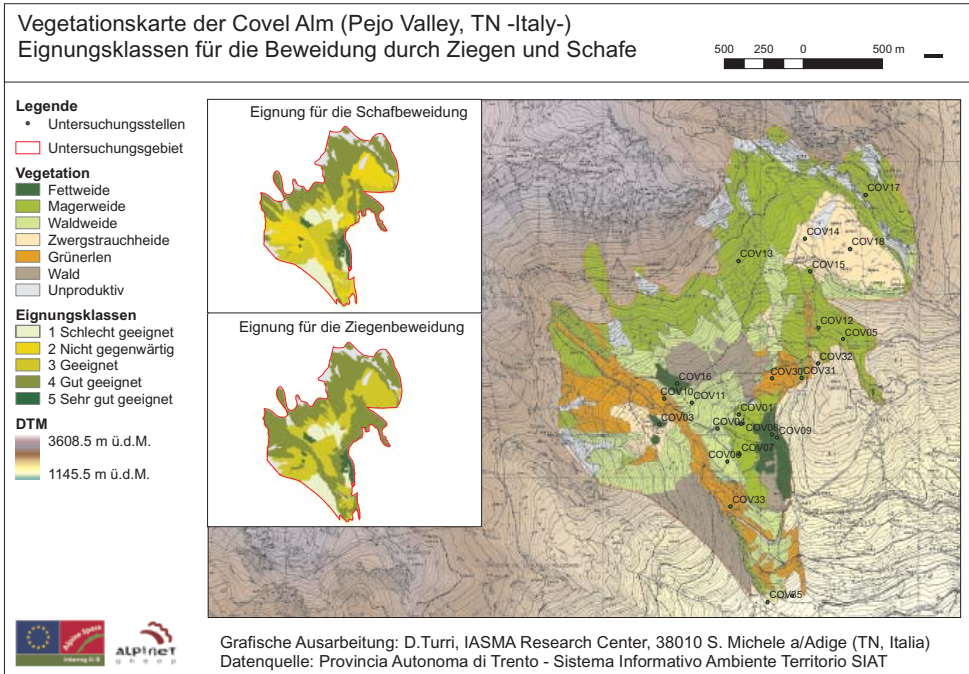 Vegetationskarte der Covel Alm (Pejo Valley, TN -Italy-)
Eignungsklassen für die Beweidung durch Ziegen und Schafe
500 250 0 500 m
Legende
Untersuchungsstellen
Untersuchungsgebiet
Vegetation
Fettweide
Magerweide
Waldweide
Zwergstrauchheide
Grünerlen
Wald
Unproduktiv
Eignungsklassen
1 Schlecht geeignet
2 Nicht gegenwärtig
3 Geeignet
4 Gut geeignet
5 Sehr gut geeignet
DTM
3608.5 m ü.d.M.
1145.5 m ü.d.M.
Eignung für die Schafbeweidung
Eignung für die Ziegenbeweidung
COV17
COV14
COV18
COV13
COV15
COV12
COV05
COV32
COV30
COV31
COV16
COV10
COV11
COV01
COV03
COV04
COV08
COV09
COV07
COV06
COV33
COV35
Alpine Space
Interreg III B
ALPINET
gheep
Grafische Ausarbeitung: D.Turri, IASMA Research Center, 38010 S. Michele a/Adige (TN, Italia)
Datenquelle: Provincia Autonoma di Trento - Sistema Informativo Ambiente Territorio SIAT